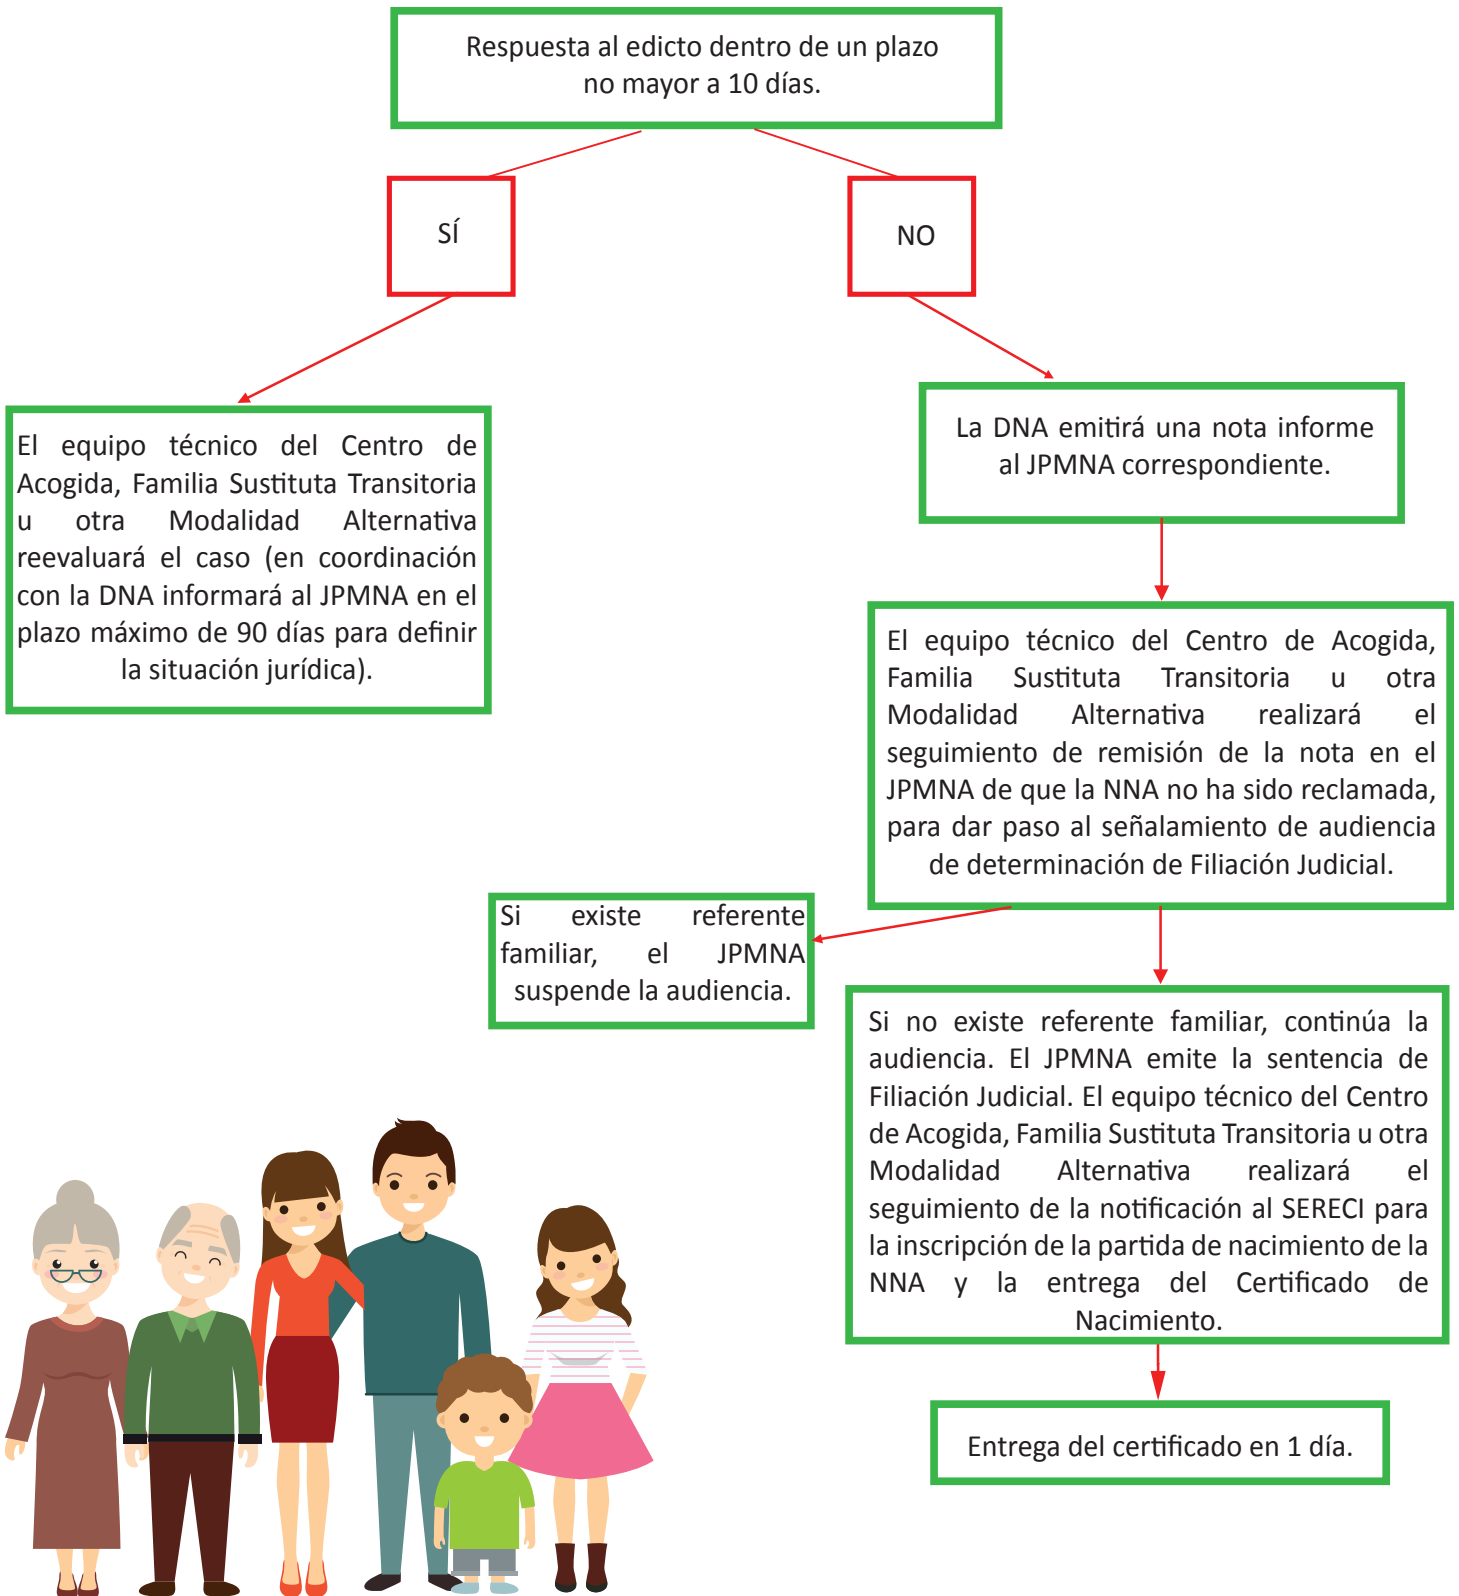 Respuesta al edicto dentro de un plazo
no mayor a 10 días.
SÍ
NO
El equipo técnico del Centro de
Acogida, Familia Sustituta Transitoria
u otra Modalidad Alternativa
reevaluará el caso (en coordinación
con la DNA informará al JPMNA en el
plazo máximo de 90 días para definir
la situación jurídica).
La DNA emitirá una nota informe
al JPMNA correspondiente.
El equipo técnico del Centro de Acogida,
Familia Sustituta Transitoria u otra
Modalidad Alternativa realizará el
seguimiento de remisión de la nota en el
JPMNA de que la NNA no ha sido reclamada,
para dar paso al señalamiento de audiencia
de determinación de Filiación Judicial.
Si existe referente
familiar, el JPMNA
suspende la audiencia.
Si no existe referente familiar, continúa la
audiencia. El JPMNA emite la sentencia de
Filiación Judicial. El equipo técnico del Centro
de Acogida, Familia Sustituta Transitoria u otra
Modalidad Alternativa realizará el
seguimiento de la notificación al SERECI para
la inscripción de la partida de nacimiento de la
NNA y la entrega del Certificado de
Nacimiento.
Entrega del certificado en 1 día.